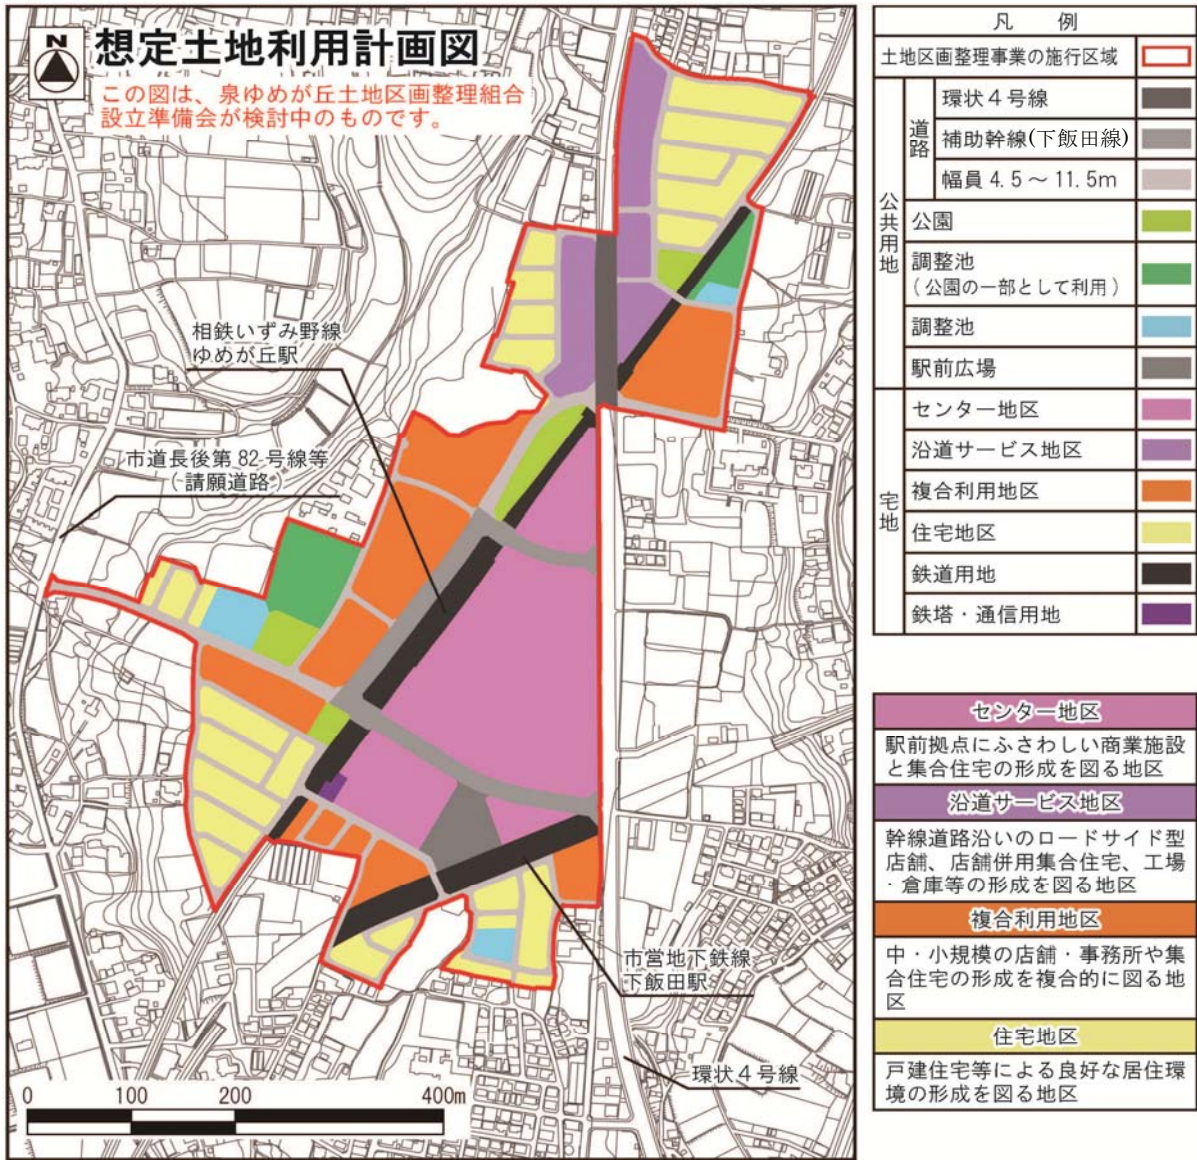 N
想定土地利用計画図
この図は、泉ゆめが丘土地区画整理組合
設立準備会が検討中のものです。
相鉄いずみ野線
ゆめが丘駅
市道長後第82号線等
(請願道路)
市営地下鉄線
下飯田駅
環状4号線
0 100 200 400m
凡 例
土地区画整理事業の施行区域
公共用地
道路
環状4号線
補助幹線(下飯田線)
幅員 4.5～11.5m
公園
調整池
(公園の一部として利用)
調整池
駅前広場
宅地
センター地区
沿道サービス地区
複合利用地区
住宅地区
鉄道用地
鉄塔・通信用地
センター地区
駅前拠点にふさわしい商業施設
と集合住宅の形成を図る地区
沿道サービス地区
幹線道路沿いのロードサイド型
店舗、店舗併用集合住宅、工場
・倉庫等の形成を図る地区
複合利用地区
中・小規模の店舗・事務所や集
合住宅の形成を複合的に図る地
区
住宅地区
戸建住宅等による良好な居住環
境の形成を図る地区